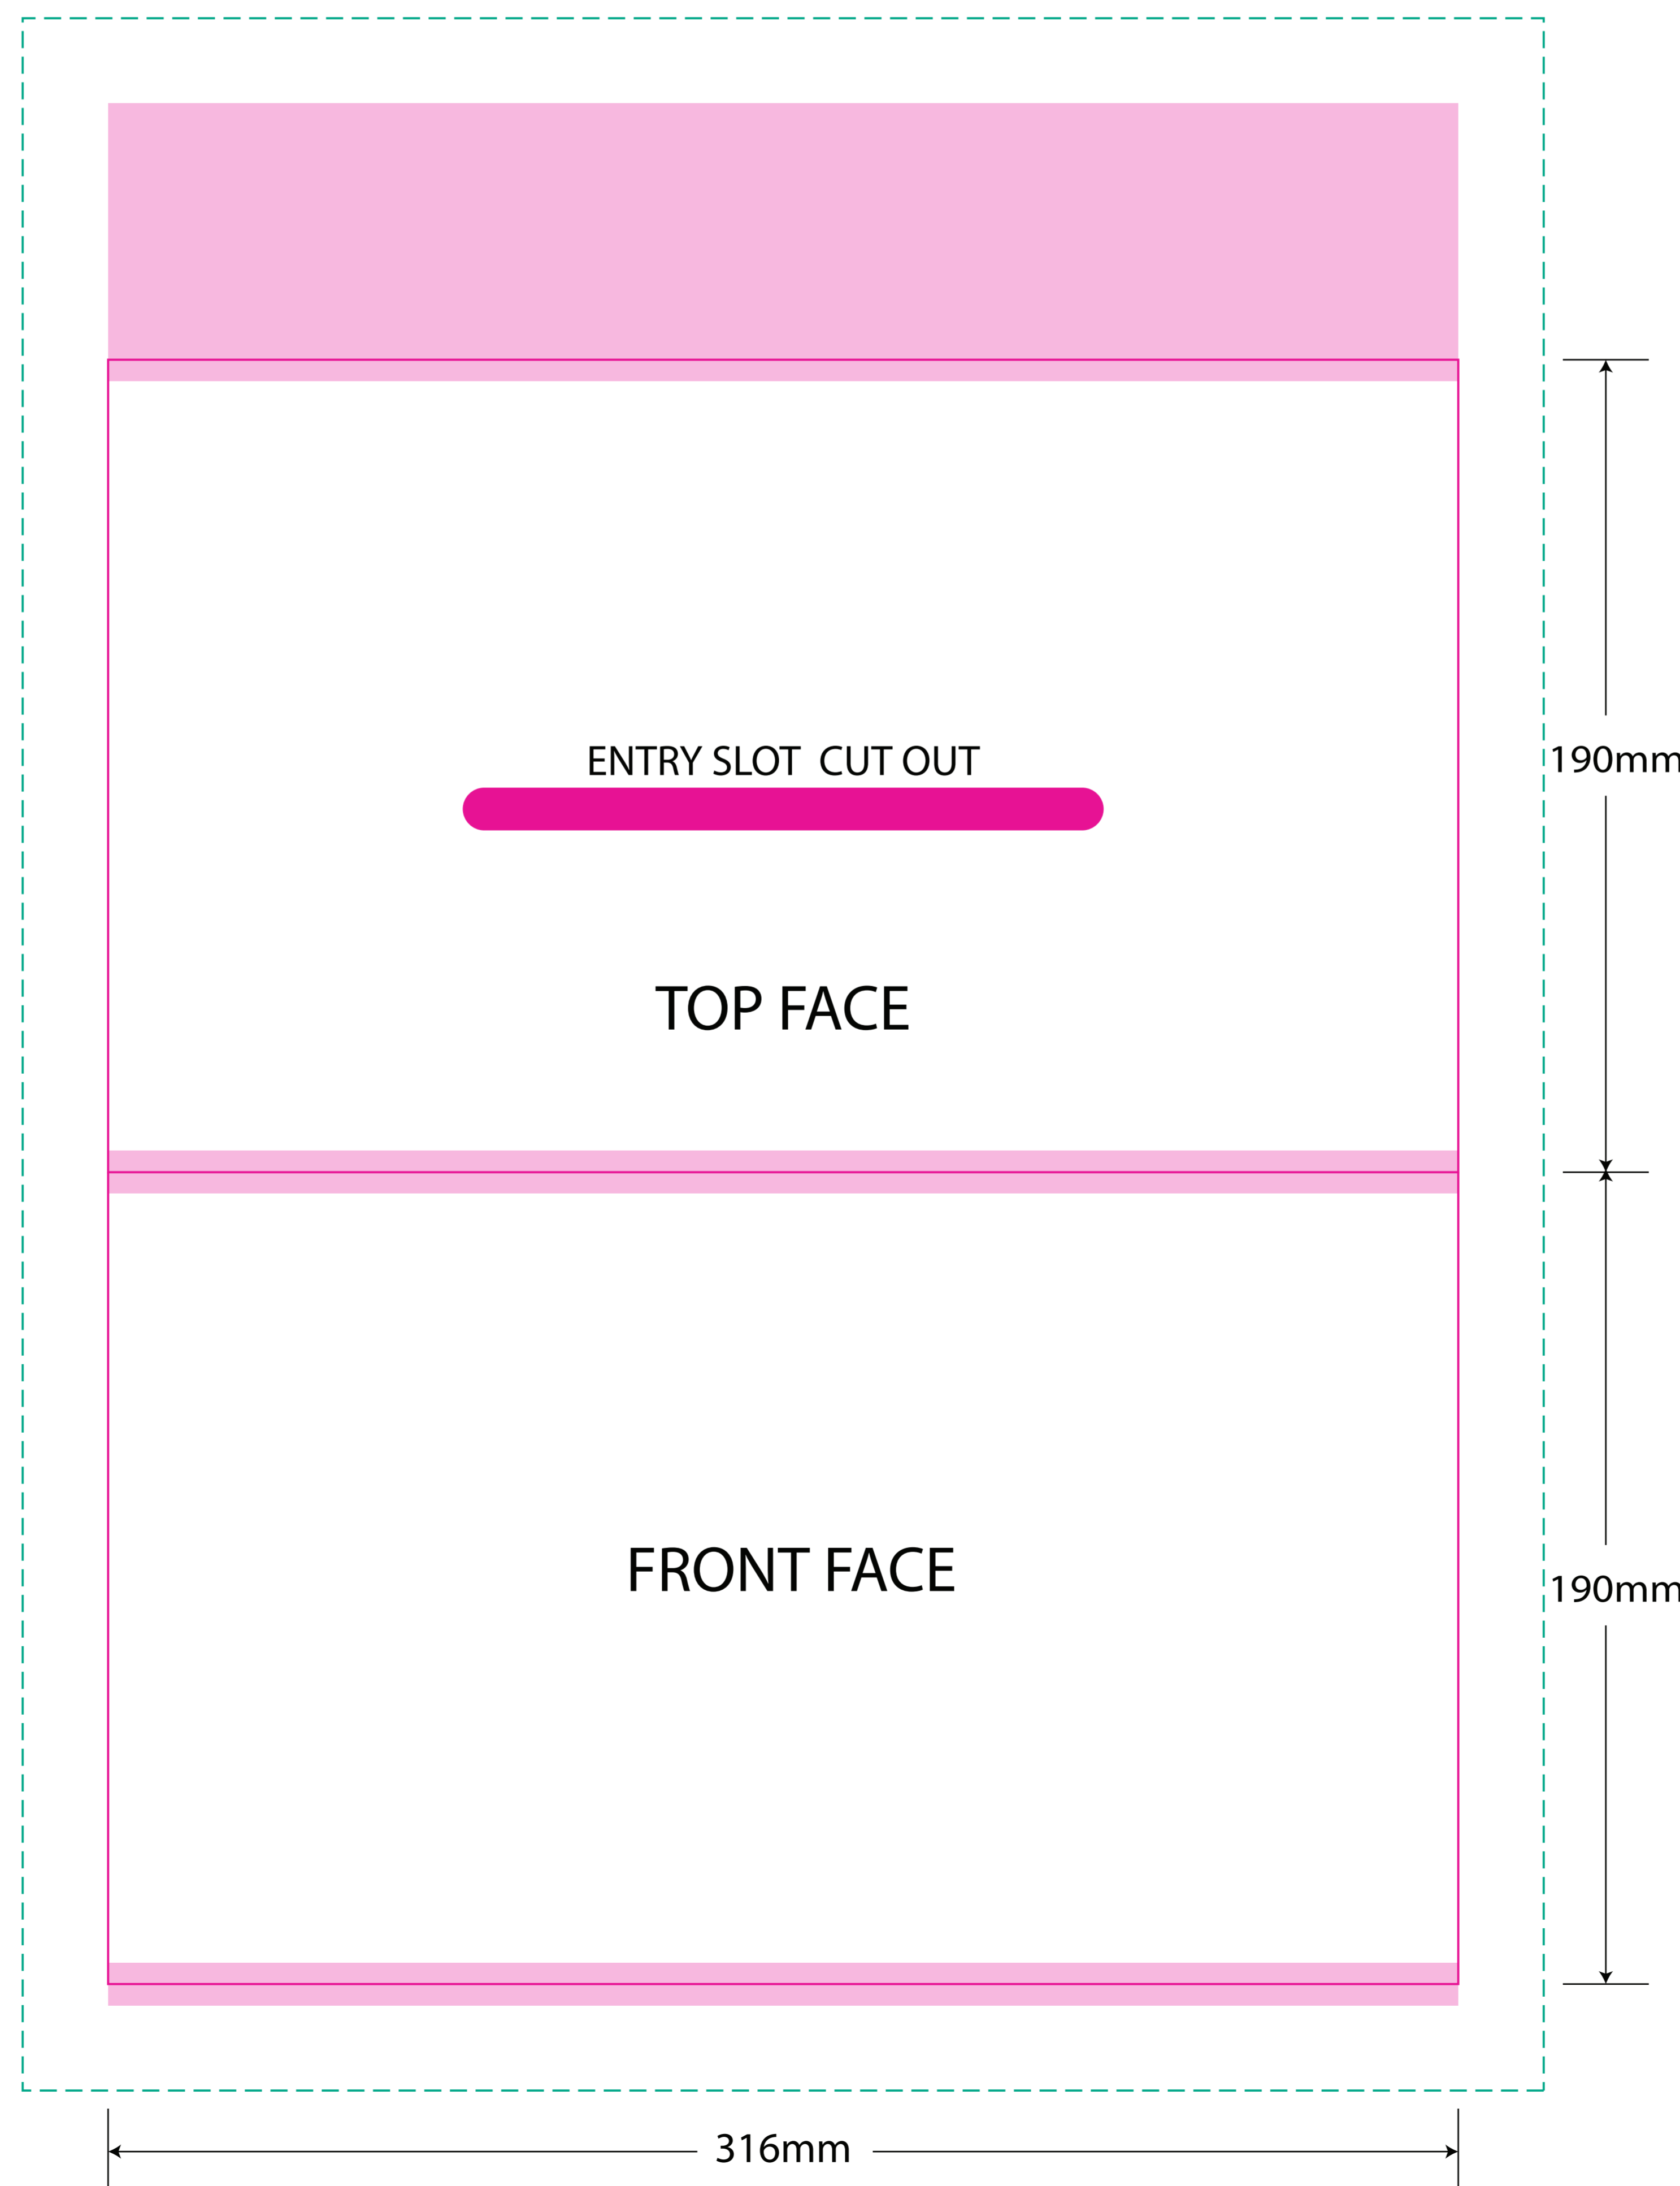 ENTRY SLOT  CUT OUT
190mm
TOP FACE
FRONT FACE
190mm
316mm